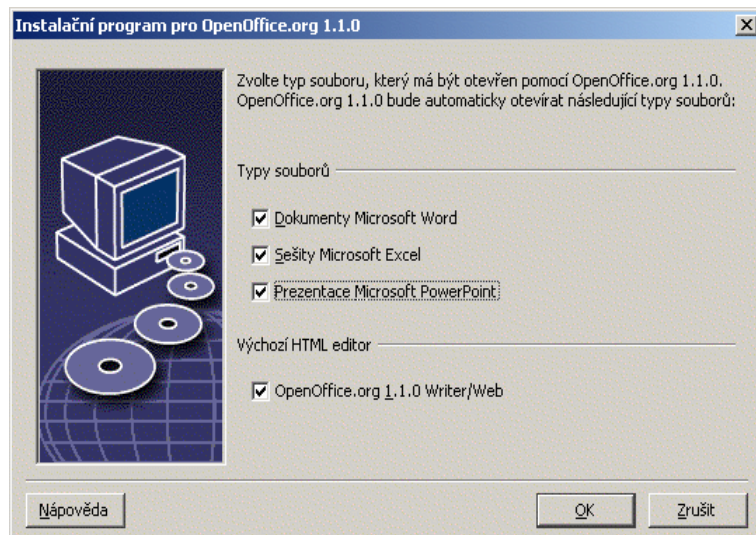 Instalační program pro OpenOffice.org 1.1.0
Zvolte typ souboru, který má být otevřen pomocí OpenOffice.org 1.1.0.
OpenOffice.org 1.1.0 bude automaticky otevírat následující typy souborů:
Typy souborů
Dokumenty Microsoft Word
Sešity Microsoft Excel
Prezentace Microsoft PowerPoint
Výchozí HTML editor
OpenOffice.org 1.1.0 Writer/Web
Nápověda
OK
Zrušit